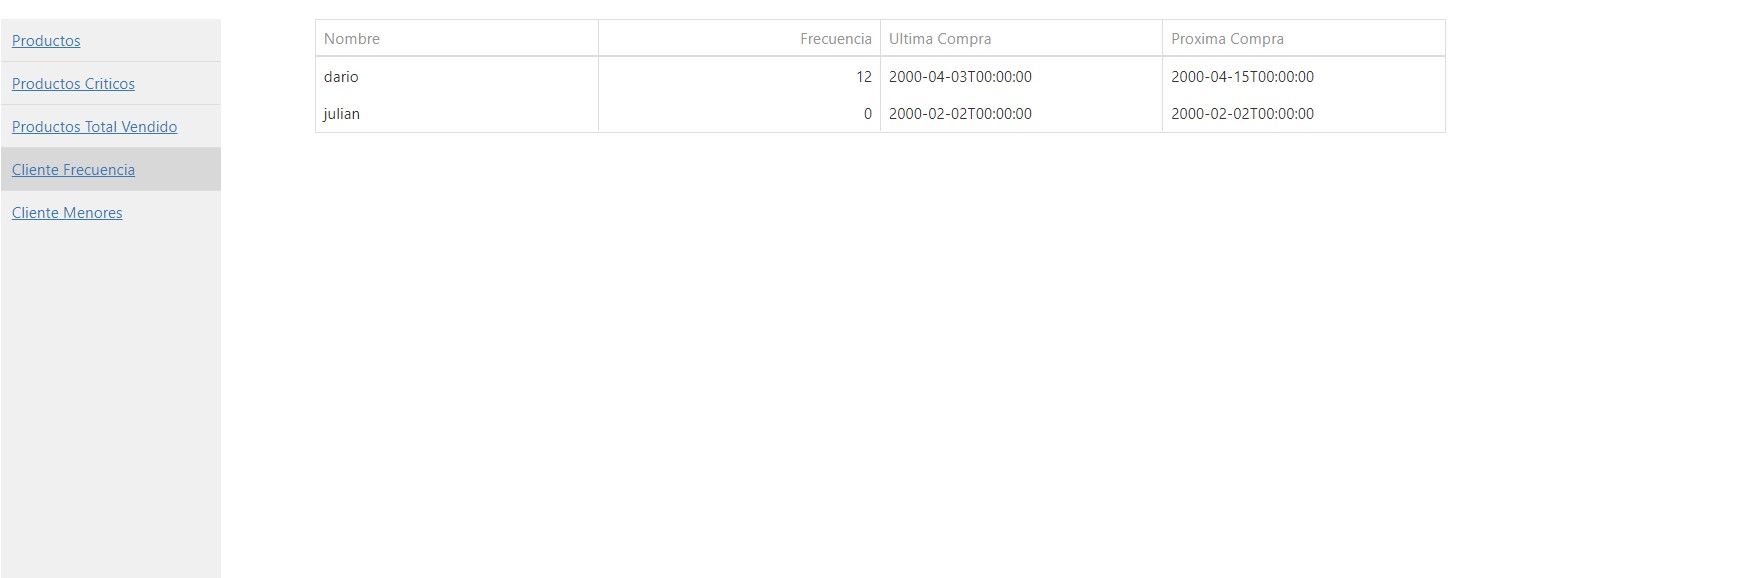 Productos
Productos Criticos
Productos Total Vendido
Cliente Frecuencia
Cliente Menores
Nombre Frecuencia Ultima Compra Proxima Compra
dario 12 2000-04-03T00:00:00 2000-04-15T00:00:00
julian 0 2000-02-02T00:00:00 2000-02-02T00:00:00